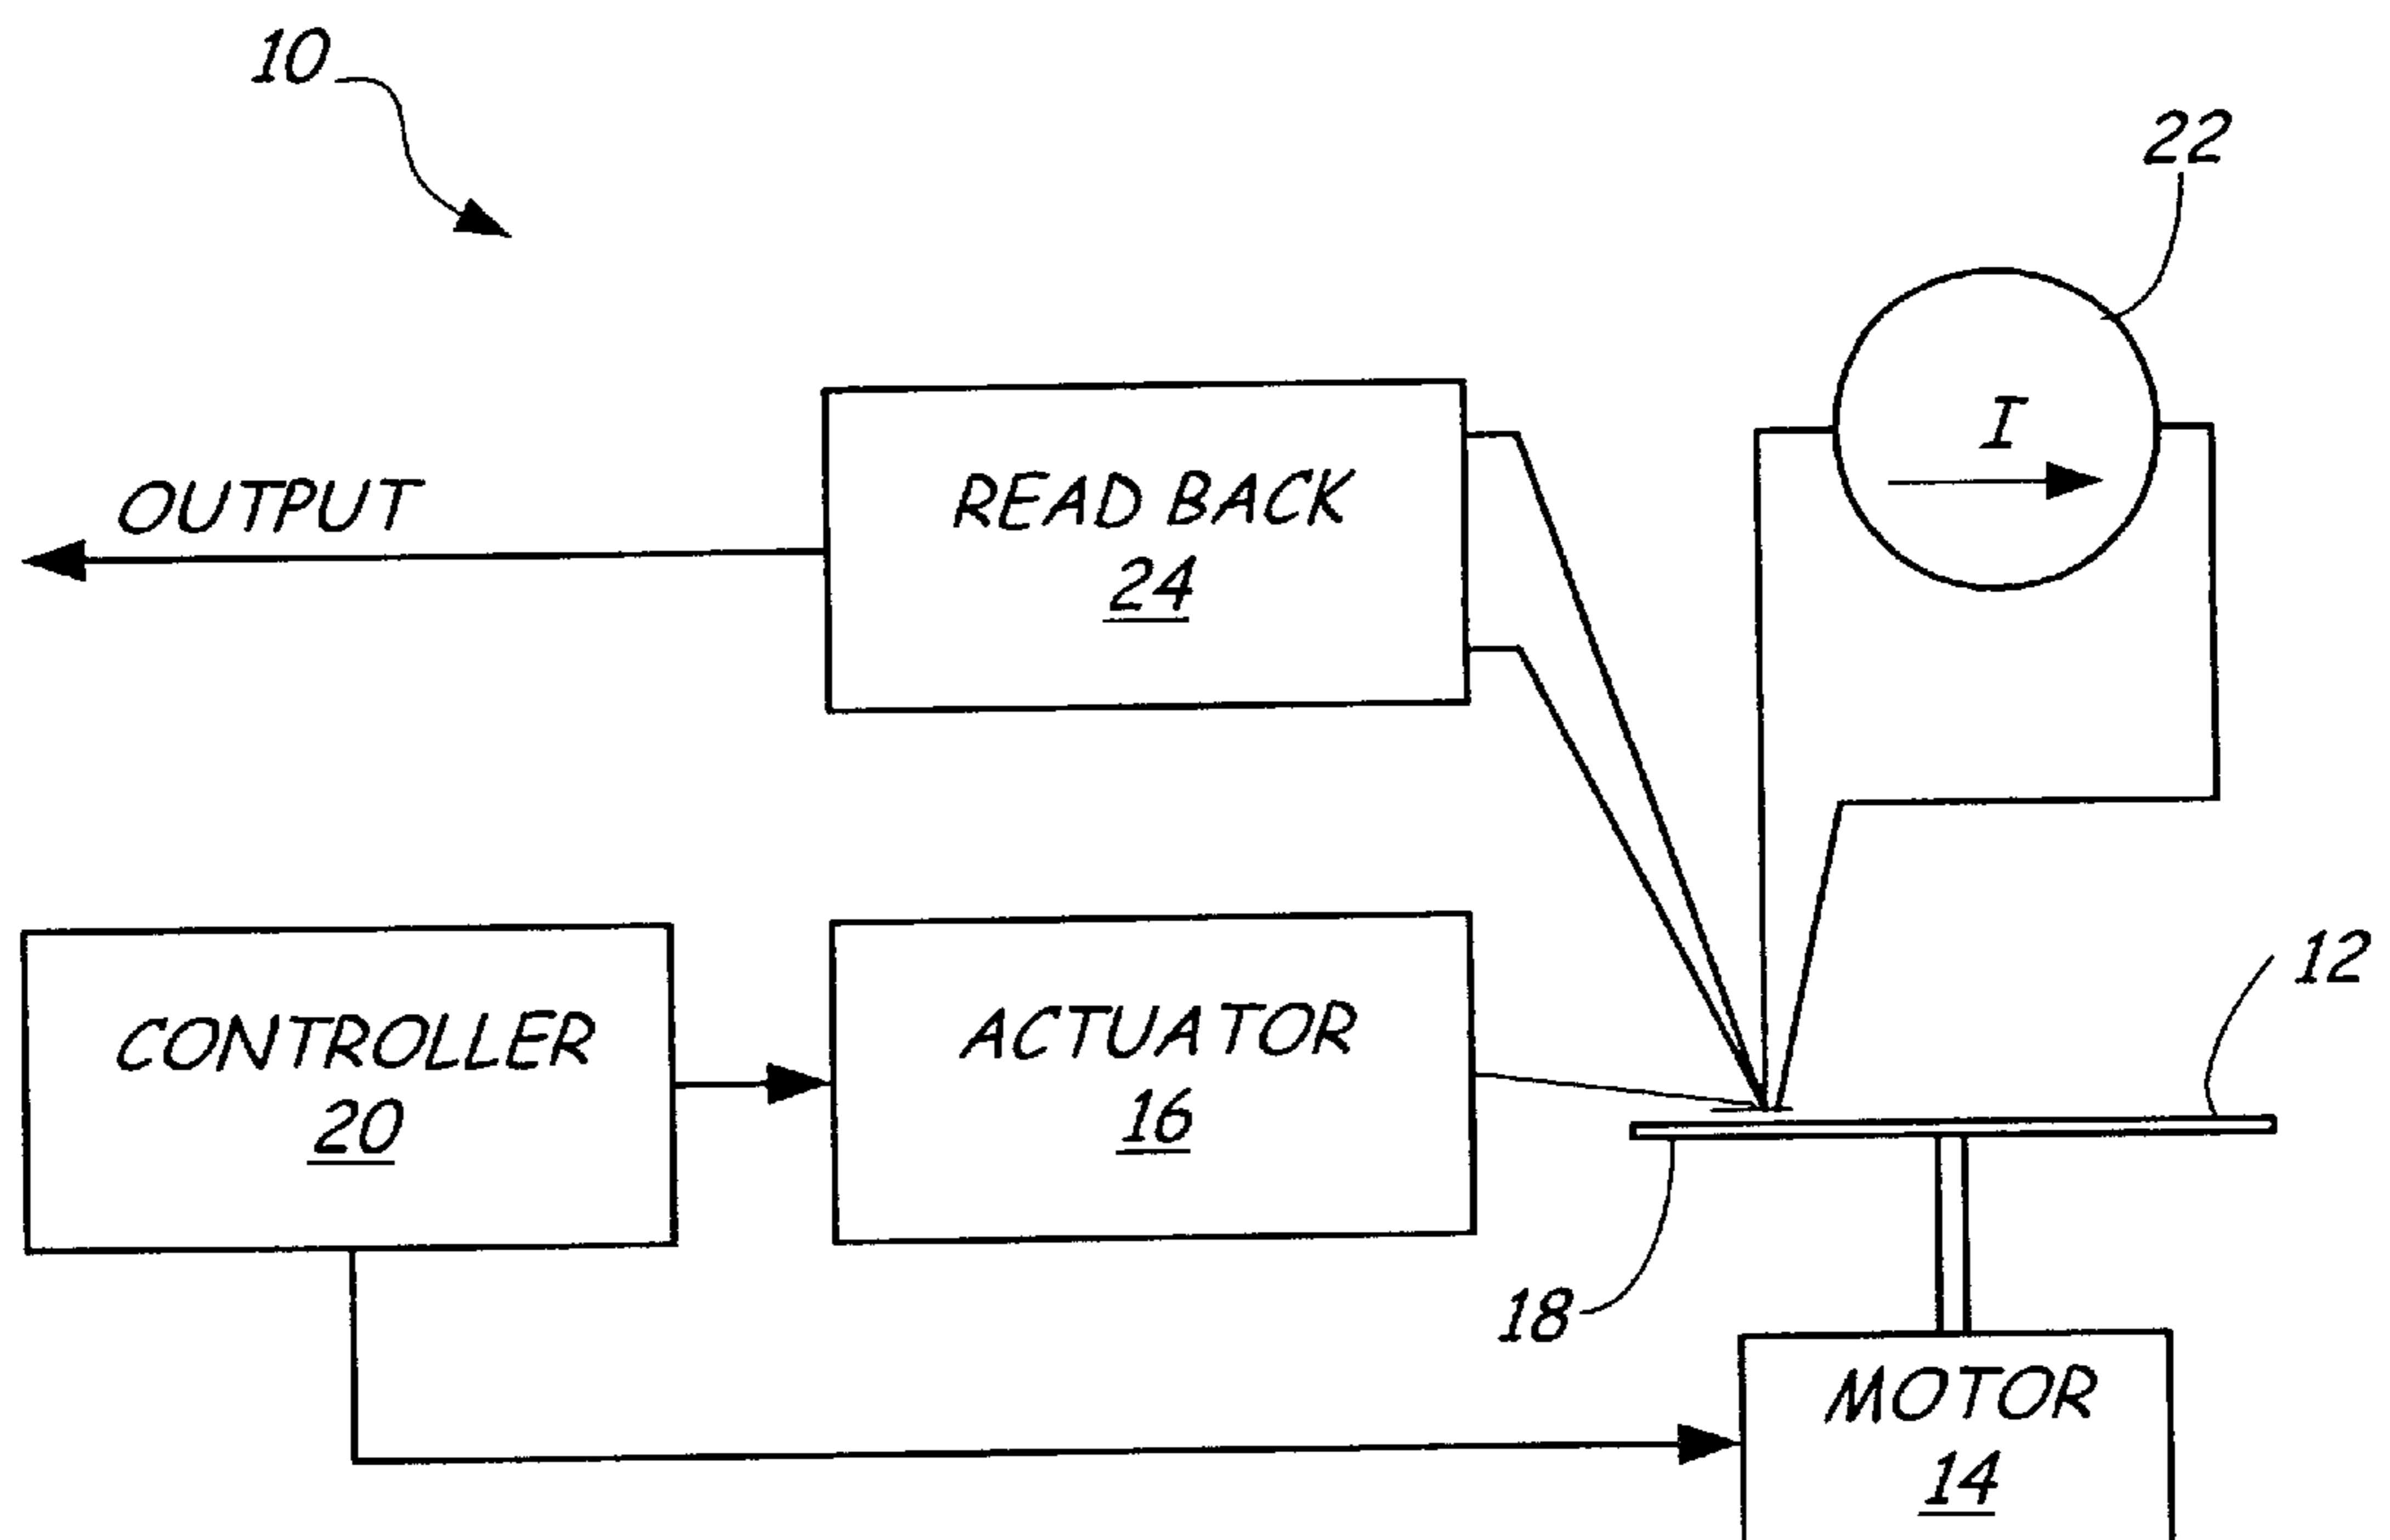 10
22
I
OUTPUT
READ BACK
24
12
CONTROLLER
20
ACTUATOR
16
18
MOTOR
14